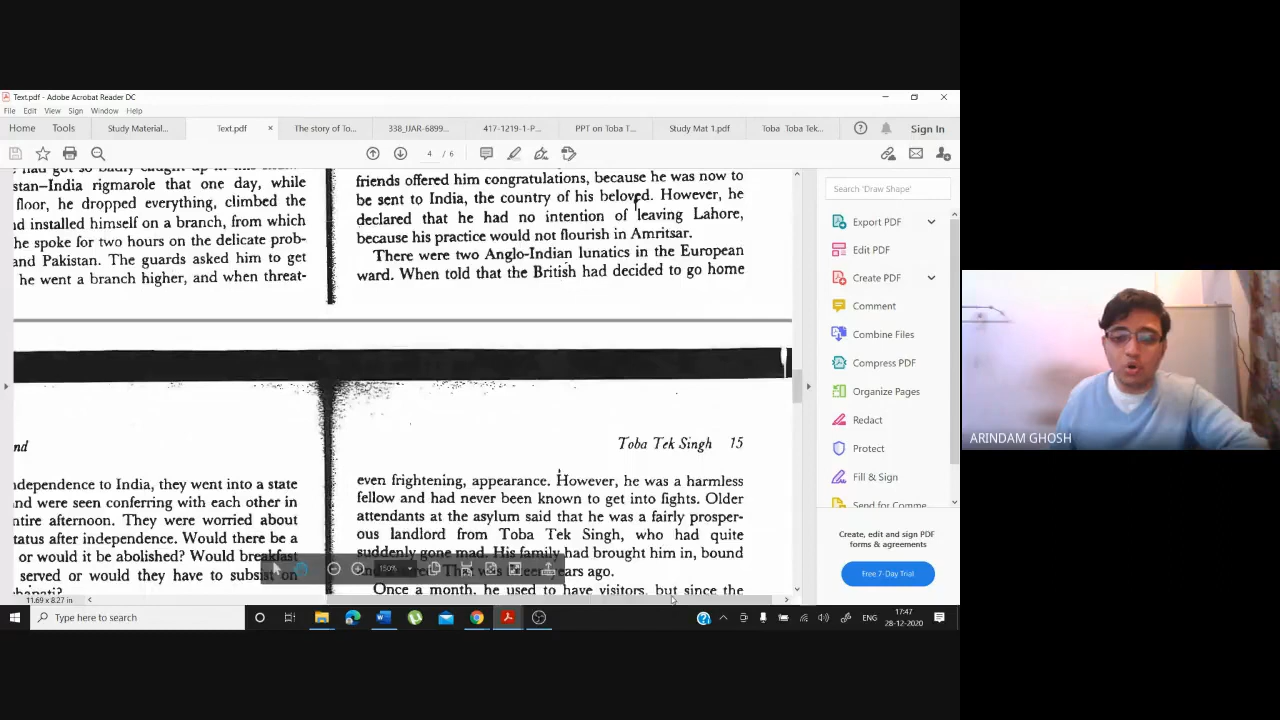 Text.pdf - Adobe Acrobat Reader DC
File Edit View Sign Window Help
Home Tools Study Material... Text.pdf × The story of To... 338_IJAR-6899... 417-1219-1-P... PPT on Toba T... Study Mat 1.pdf Toba Toba Tek... Sign In
4 / 6
stan–India rigmarole that one day, while
floor, he dropped everything, climbed the
nd installed himself on a branch, from which
he spoke for two hours on the delicate prob-
and Pakistan. The guards asked him to get
he went a branch higher, and when threat-
friends offered him congratulations, because he was now to
be sent to India, the country of his beloved. However, he
declared that he had no intention of leaving Lahore,
because his practice would not flourish in Amritsar.
There were two Anglo-Indian lunatics in the European
ward. When told that the British had decided to go home
nd
ndependence to India, they went into a state
nd were seen conferring with each other in
ntire afternoon. They were worried about
tatus after independence. Would there be a
or would it be abolished? Would breakfast
served or would they have to subsist on
Toba Tek Singh 15
even frightening, appearance. However, he was a harmless
fellow and had never been known to get into fights. Older
attendants at the asylum said that he was a fairly prosper-
ous landlord from Toba Tek Singh, who had quite
suddenly gone mad. His family had brought him in, bound
ears ago.
Once a month, he used to have visitors, but since the
150%
11.69 x 8.27 in
Search 'Draw Shape'
Export PDF
Edit PDF
Create PDF
Comment
Combine Files
Compress PDF
Organize Pages
Redact
Protect
Fill & Sign
Send for Comme
Create, edit and sign PDF
forms & agreements
Free 7-Day Trial
ARINDAM GHOSH
Type here to search
ENG
17:47
28-12-2020